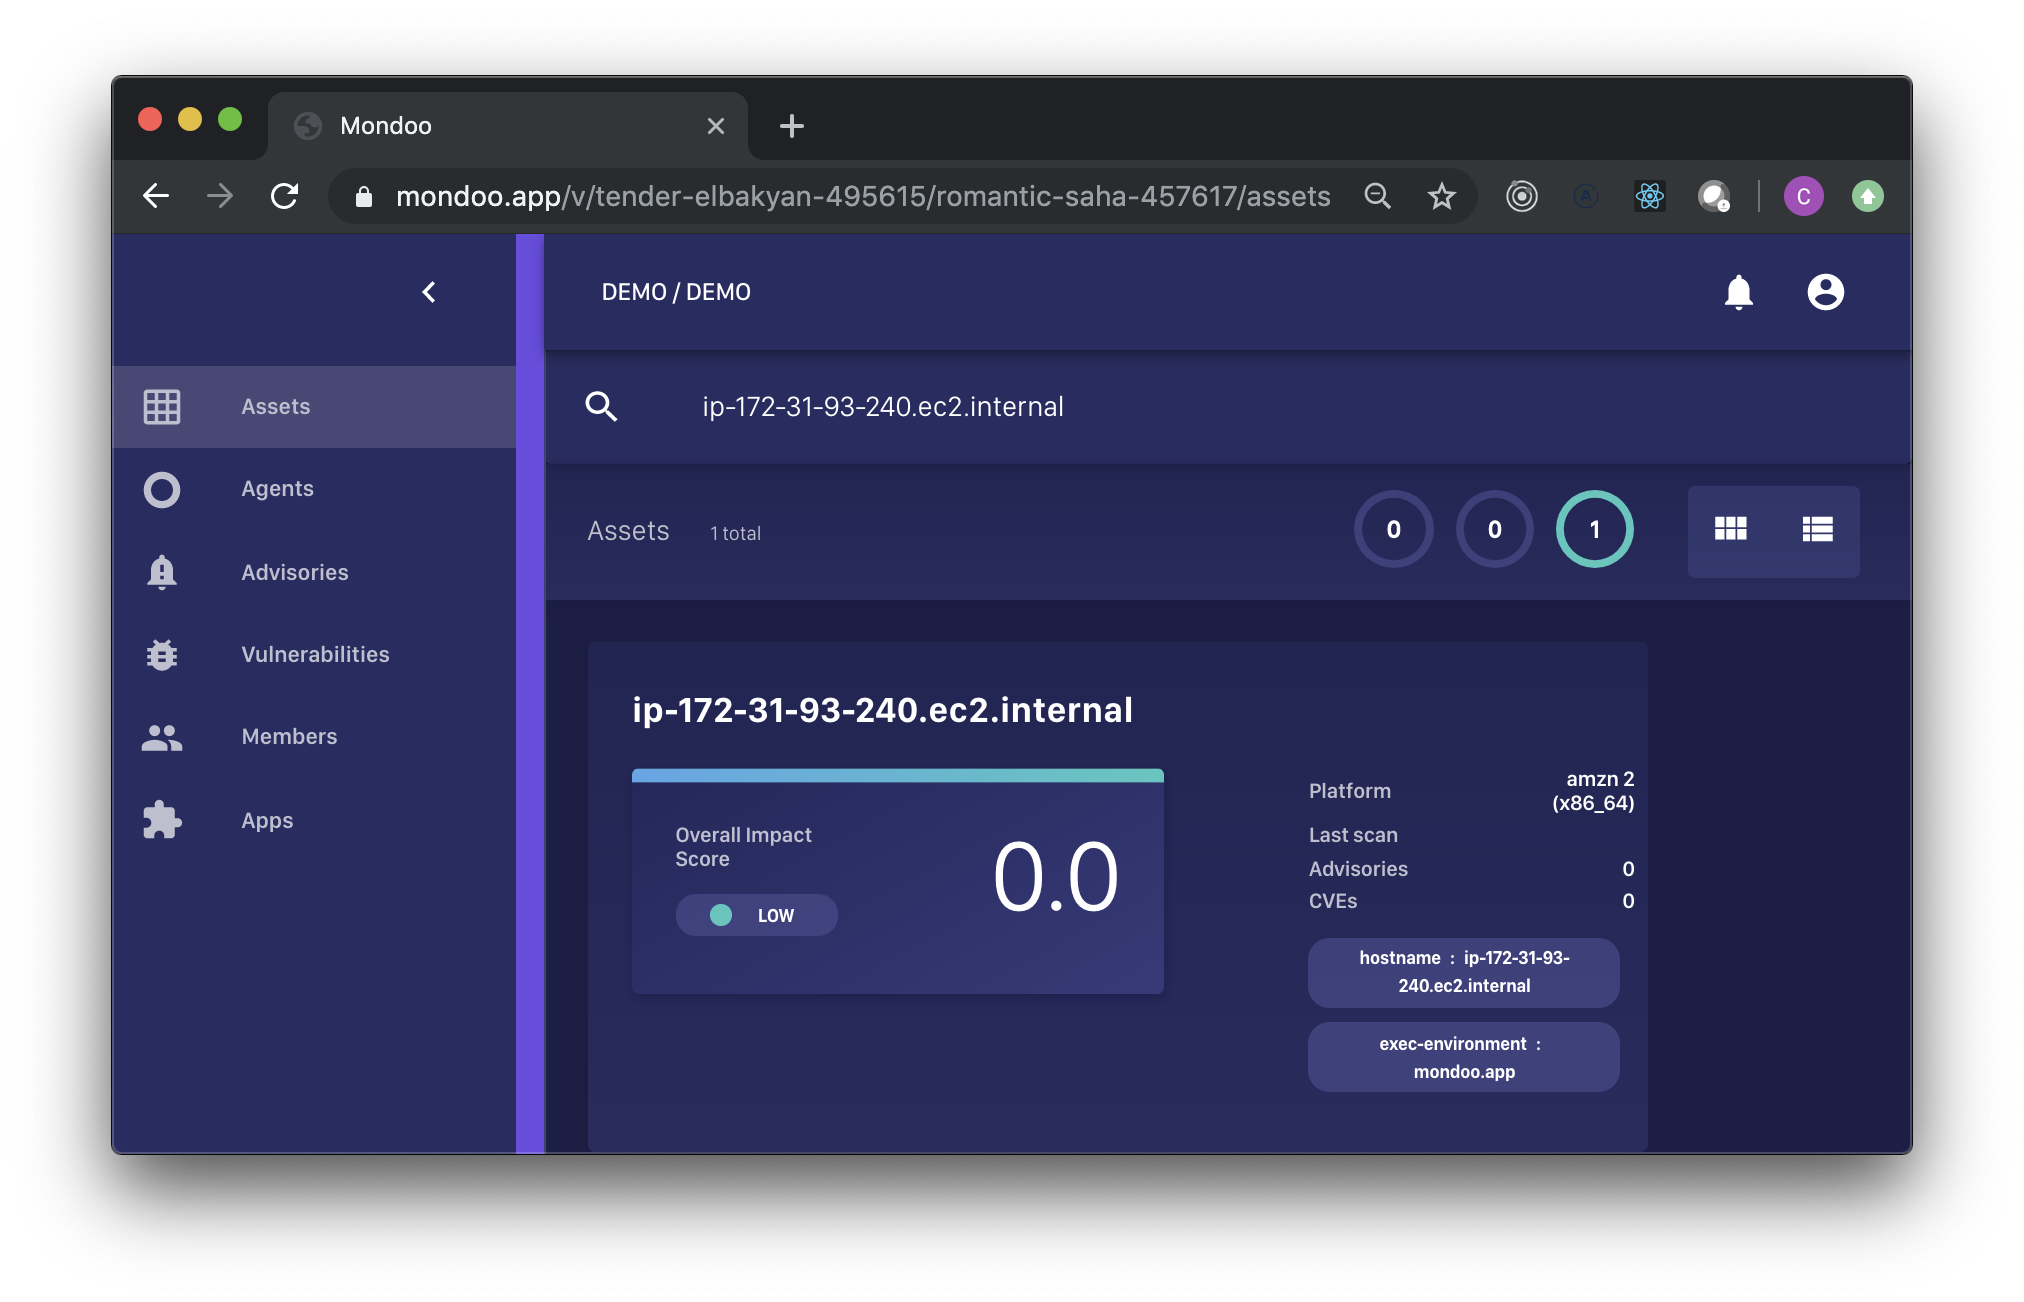 Mondoo
mondoo.app/v/tender-elbakyan-495615/romantic-saha-457617/assets
A
C
DEMO / DEMO
Assets
Agents
Advisories
Vulnerabilities
Members
Apps
ip-172-31-93-240.ec2.internal
Assets 1 total
0 0 1
ip-172-31-93-240.ec2.internal
Overall Impact
Score
0.0
LOW
Platform
amzn 2
(x86_64)
Last scan
Advisories 0
CVEs 0
hostname : ip-172-31-93-
240.ec2.internal
exec-environment :
mondoo.app